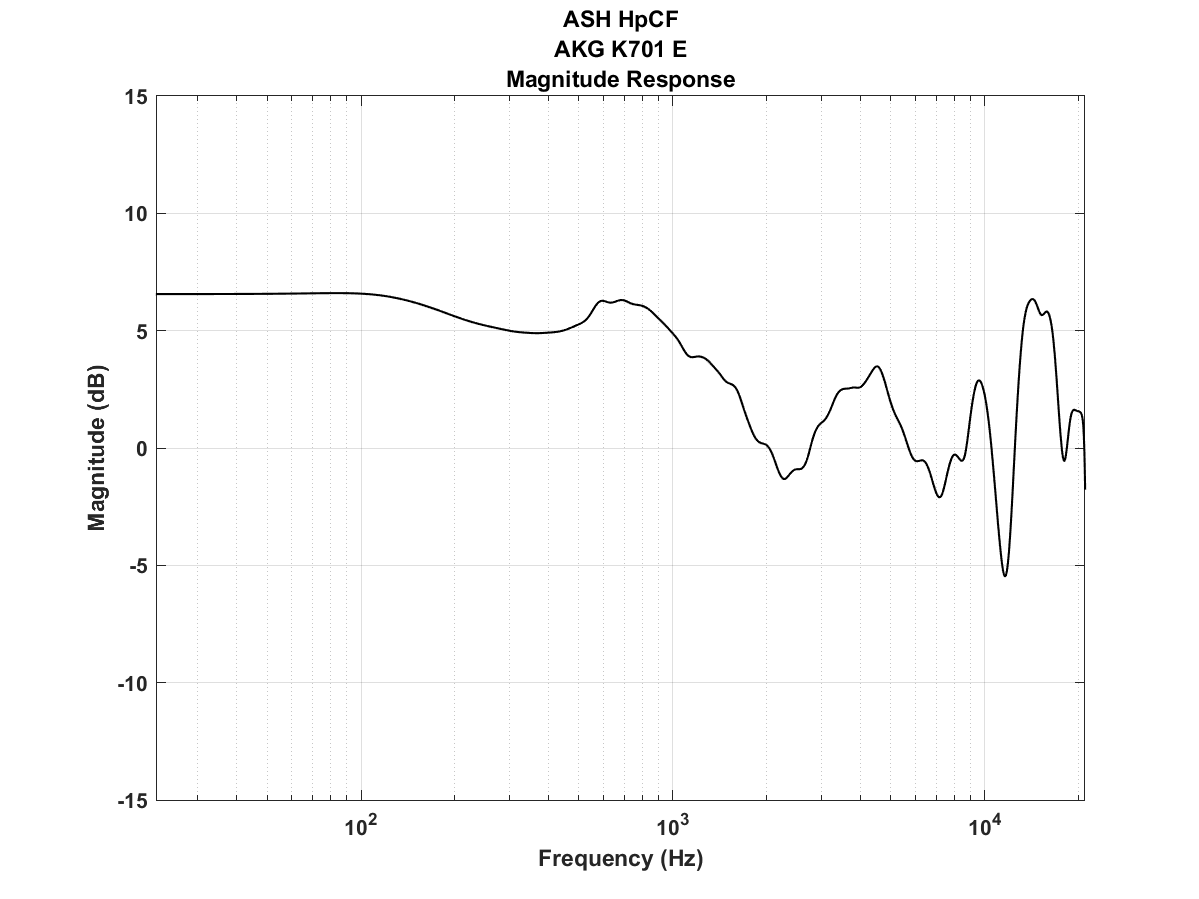 ASH HpCF
AKG K701 E
Magnitude Response
15
10
5
0
-5
-10
-15
Magnitude (dB)
10² 10³ 10⁴
Frequency (Hz)